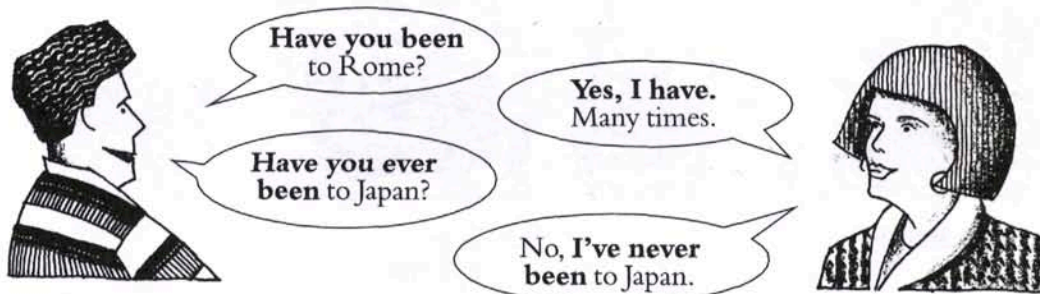 Have you been
to Rome?
Yes, I have.
Many times.
Have you ever
been to Japan?
No, I've never
been to Japan.